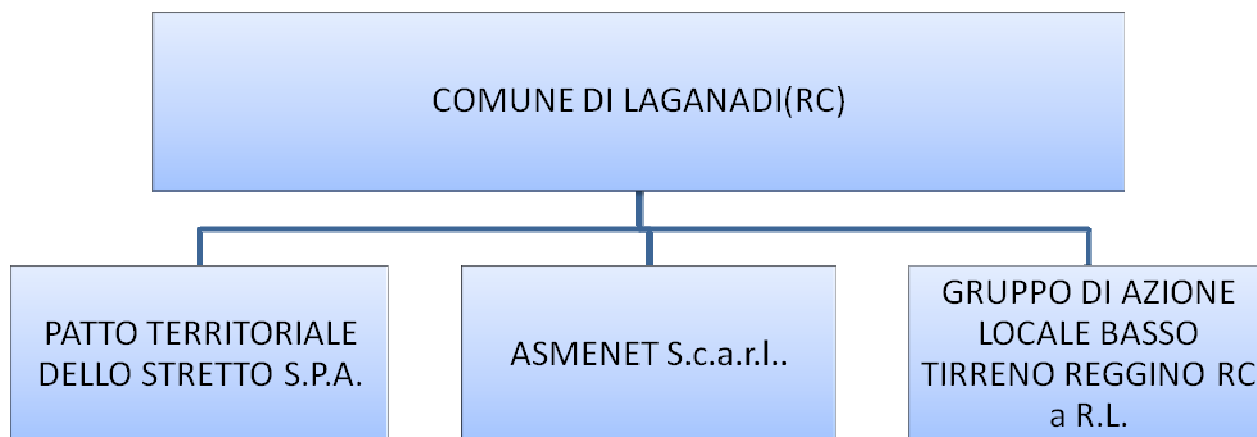 COMUNE DI LAGANADI(RC)
PATTO TERRITORIALE
DELLO STRETTO S.P.A.
ASMENET S.c.a.r.l..
GRUPPO DI AZIONE
LOCALE BASSO
TIRRENO REGGINO RC
a R.L.